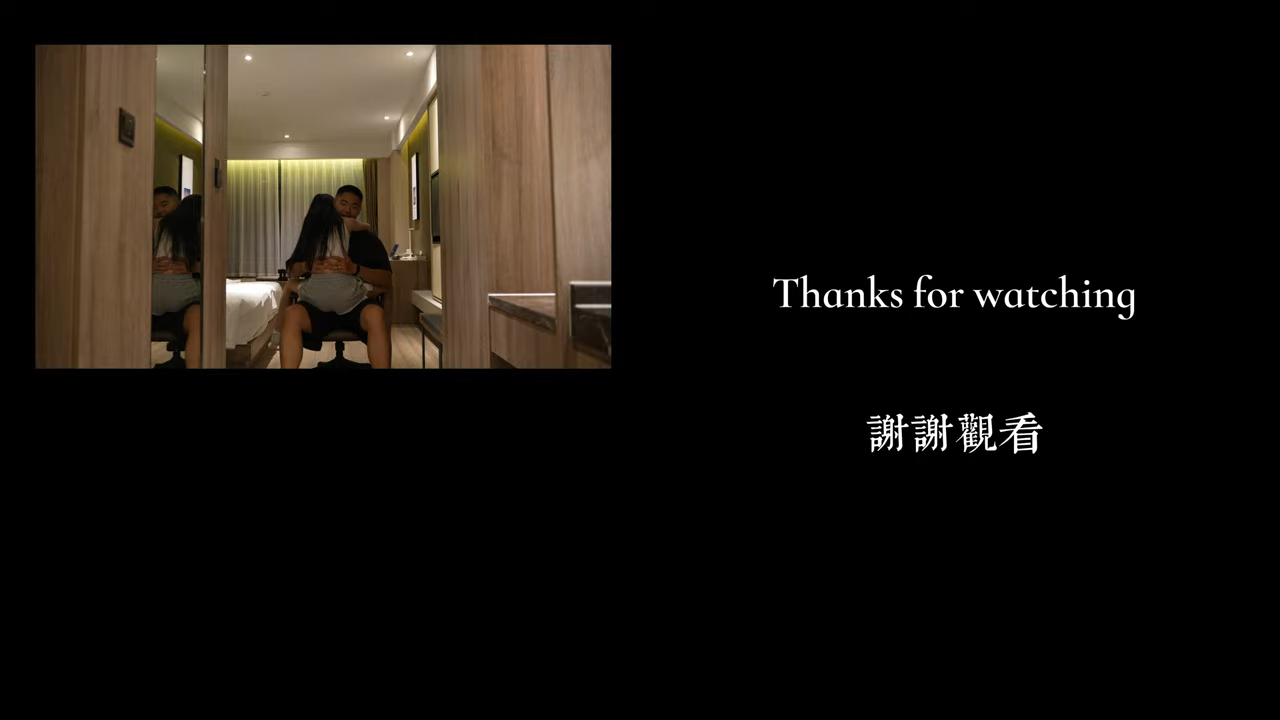 Thanks for watching
謝謝觀看